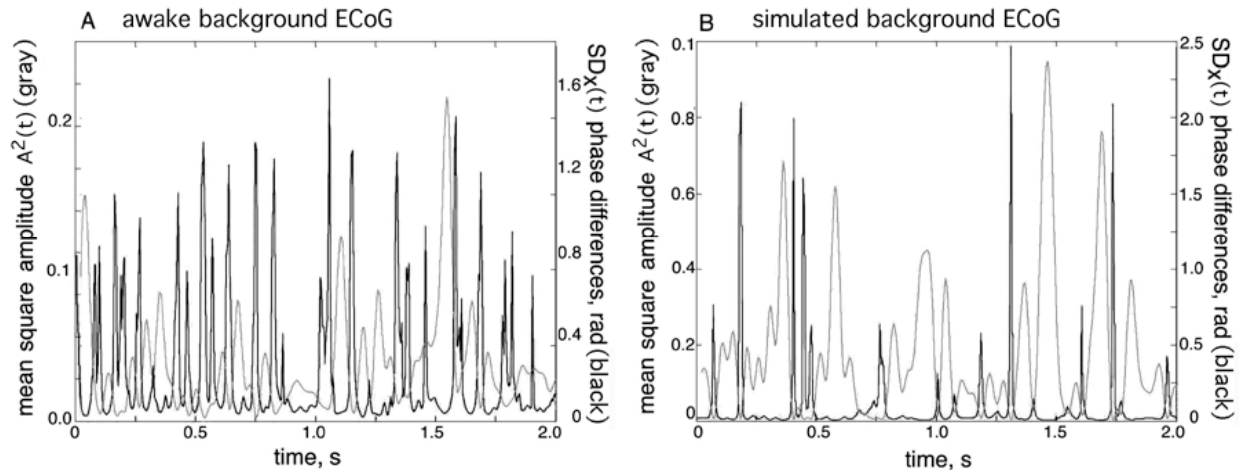 A awake background ECoG
mean square amplitude A²(t) (gray)
0.2
0.1
0.0
0 0.5 1.0 1.5 2.0
time, s
1.6
1.2
0.8
0.4
0
SDₓ(t) phase differences, rad (black)
B simulated background ECoG
mean square amplitude A²(t) (gray)
0.1
0.8
0.6
0.4
0.2
0
0 0.5 1.0 1.5 2.0
time, s
2.5
2.0
1.5
1.0
0.5
0
SDₓ(t) phase differences, rad (black)